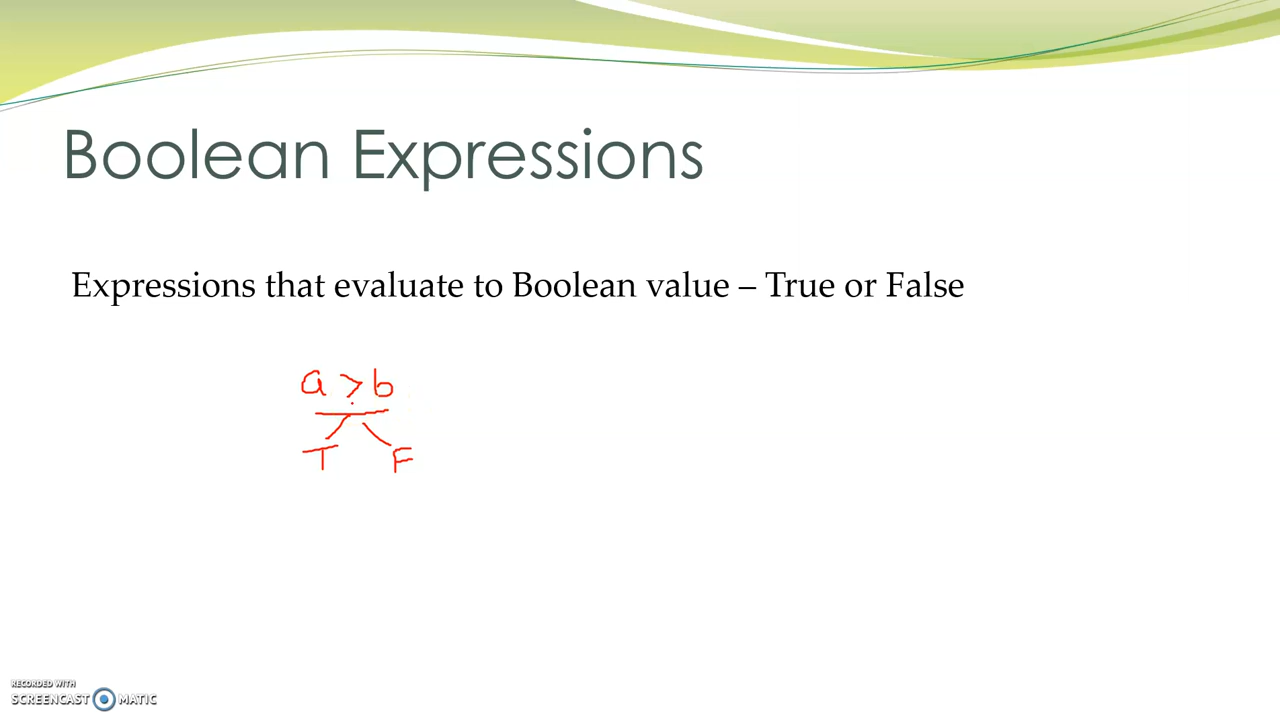 Boolean Expressions
Expressions that evaluate to Boolean value – True or False
a > b
T F
RECORDED WITH
SCREENCAST MATIC